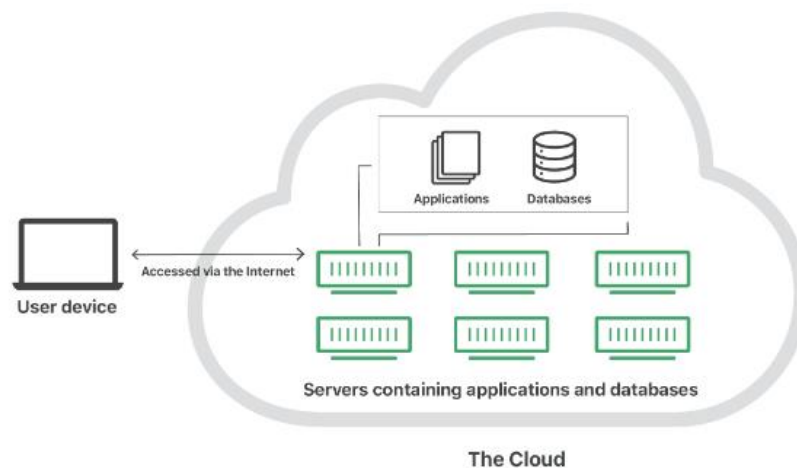 Applications
Databases
Accessed via the Internet
User device
Servers containing applications and databases
The Cloud